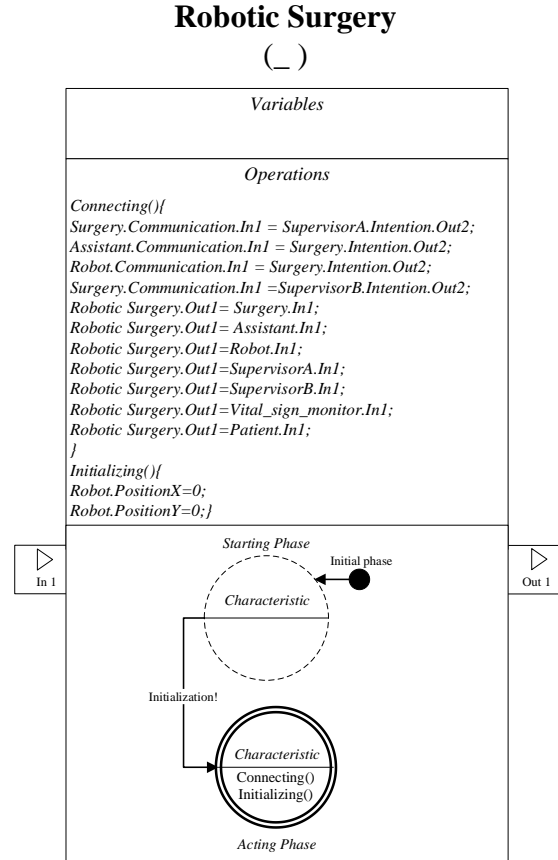 Robotic Surgery
(_ )
Variables
Operations
Connecting(){
Surgery.Communication.In1 = SupervisorA.Intention.Out2;
Assistant.Communication.In1 = Surgery.Intention.Out2;
Robot.Communication.In1 = Surgery.Intention.Out2;
Surgery.Communication.In1 =SupervisorB.Intention.Out2;
Robotic Surgery.Out1= Surgery.In1;
Robotic Surgery.Out1= Assistant.In1;
Robotic Surgery.Out1=Robot.In1;
Robotic Surgery.Out1=SupervisorA.In1;
Robotic Surgery.Out1=SupervisorB.In1;
Robotic Surgery.Out1=Vital_sign_monitor.In1;
Robotic Surgery.Out1=Patient.In1;
}
Initializing(){
Robot.PositionX=0;
Robot.PositionY=0;}
Starting Phase
Initial phase
In 1
Out 1
Characteristic
Initialization!
Characteristic
Connecting()
Initializing()
Acting Phase